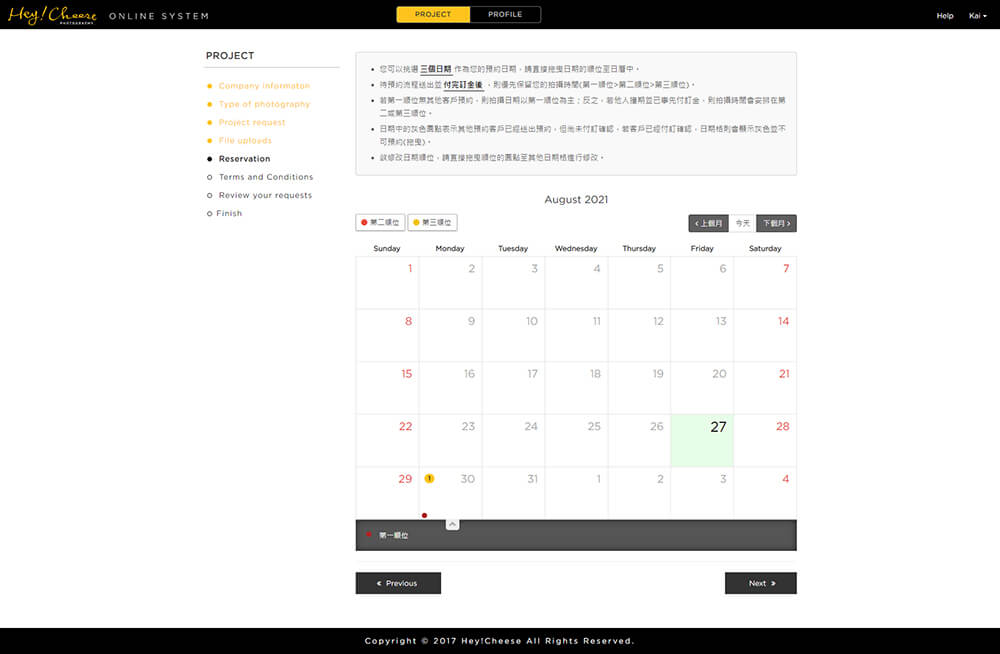 Hey! Cheese
PHOTOGRAPHY
ONLINE SYSTEM
PROJECT
PROFILE
Help
Kai
PROJECT
Company Informaton
Type of photography
Project request
File uploads
Reservation
Terms and Conditions
Review your requests
Finish
您可以挑選 三個日期 作為您的預約日期，請直接拖曳日期的順位至日曆中。
待預約流程送出並 付完訂金後 ，則優先保留您的拍攝時間(第一順位>第二順位>第三順位)。
若第一順位無其他客戶預約，則拍攝日期以第一順位為主；反之，若他人撞期並已事先付訂金，則拍攝時間會安排在第
二或第三順位。
日期中的灰色圓點表示其他預約客戶已經送出預約，但尚未付訂確認，若客戶已經付訂確認，日期格則會顯示灰色並不
可預約(拖曳)。
欲修改日期順位，請直接拖曳順位的圓點至其他日期格進行修改。
August 2021
第二順位
第三順位
‹ 上個月
今天
下個月 ›
Sunday Monday Tuesday Wednesday Thursday Friday Saturday
1 2 3 4 5 6 7
8 9 10 11 12 13 14
15 16 17 18 19 20 21
22 23 24 25 26 27 28
29 1 30 31 1 2 3 4
第一順位
« Previous
Next »
Copyright © 2017 Hey!Cheese All Rights Reserved.